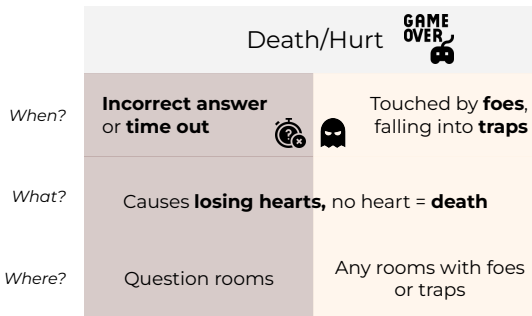 Death/Hurt
GAME
OVER
When?
Incorrect answer
or time out
Touched by foes,
falling into traps
What?
Causes losing hearts, no heart = death
Where?
Question rooms
Any rooms with foes
or traps